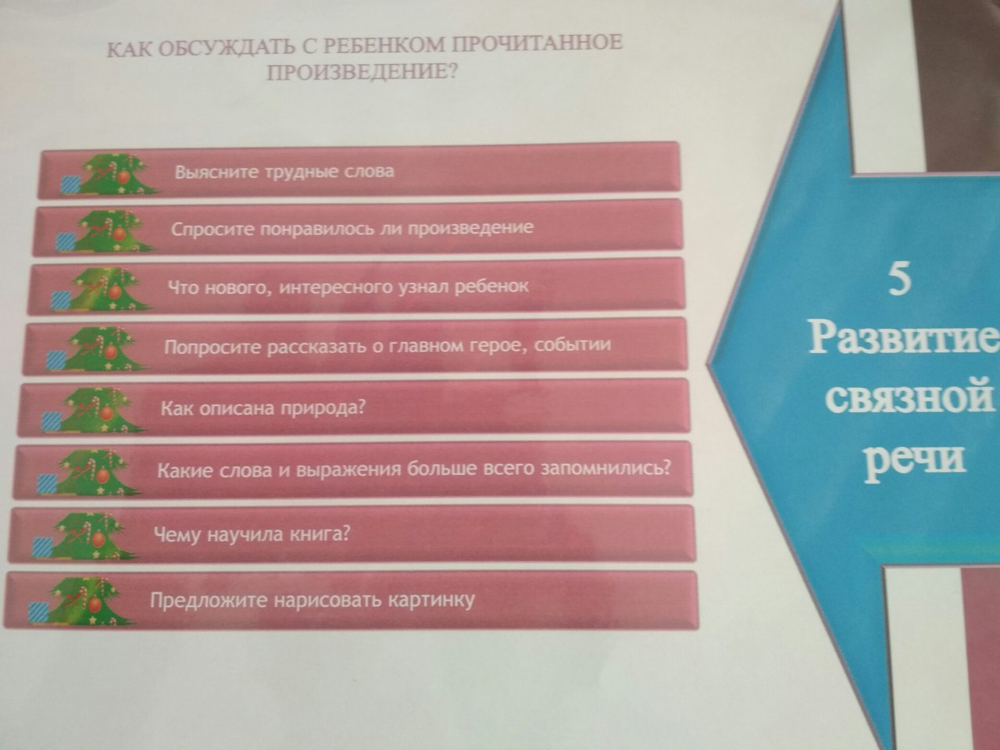 КАК ОБСУЖДАТЬ С РЕБЕНКОМ ПРОЧИТАННОЕ
ПРОИЗВЕДЕНИЕ?
Выясните трудные слова
Спросите понравилось ли произведение
Что нового, интересного узнал ребенок
Попросите рассказать о главном герое, событии
Как описана природа?
Какие слова и выражения больше всего запомнились?
Чему научила книга?
Предложите нарисовать картинку
5
Развитие
связной
речи